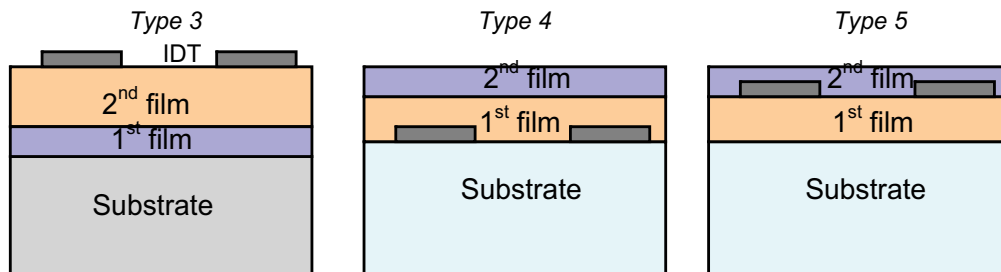 Type 3
Type 4
Type 5
IDT
2nd film
1st film
Substrate
2nd film
1st film
Substrate
2nd film
1st film
Substrate